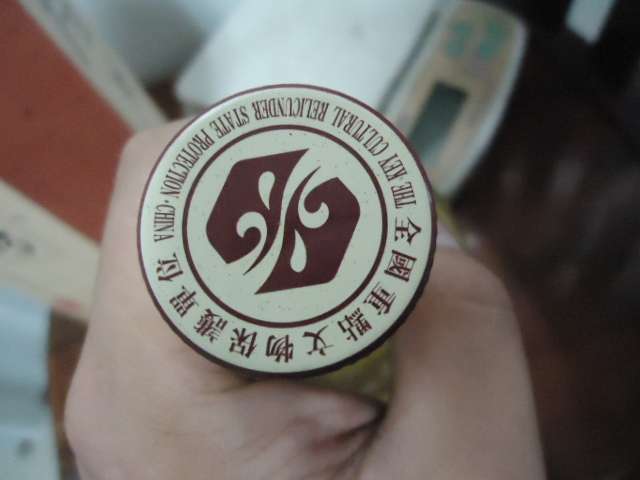 全國重點文物保護單位
THE KEY CULTURAL RELICUNDER STATE PROTECTION·CHINA